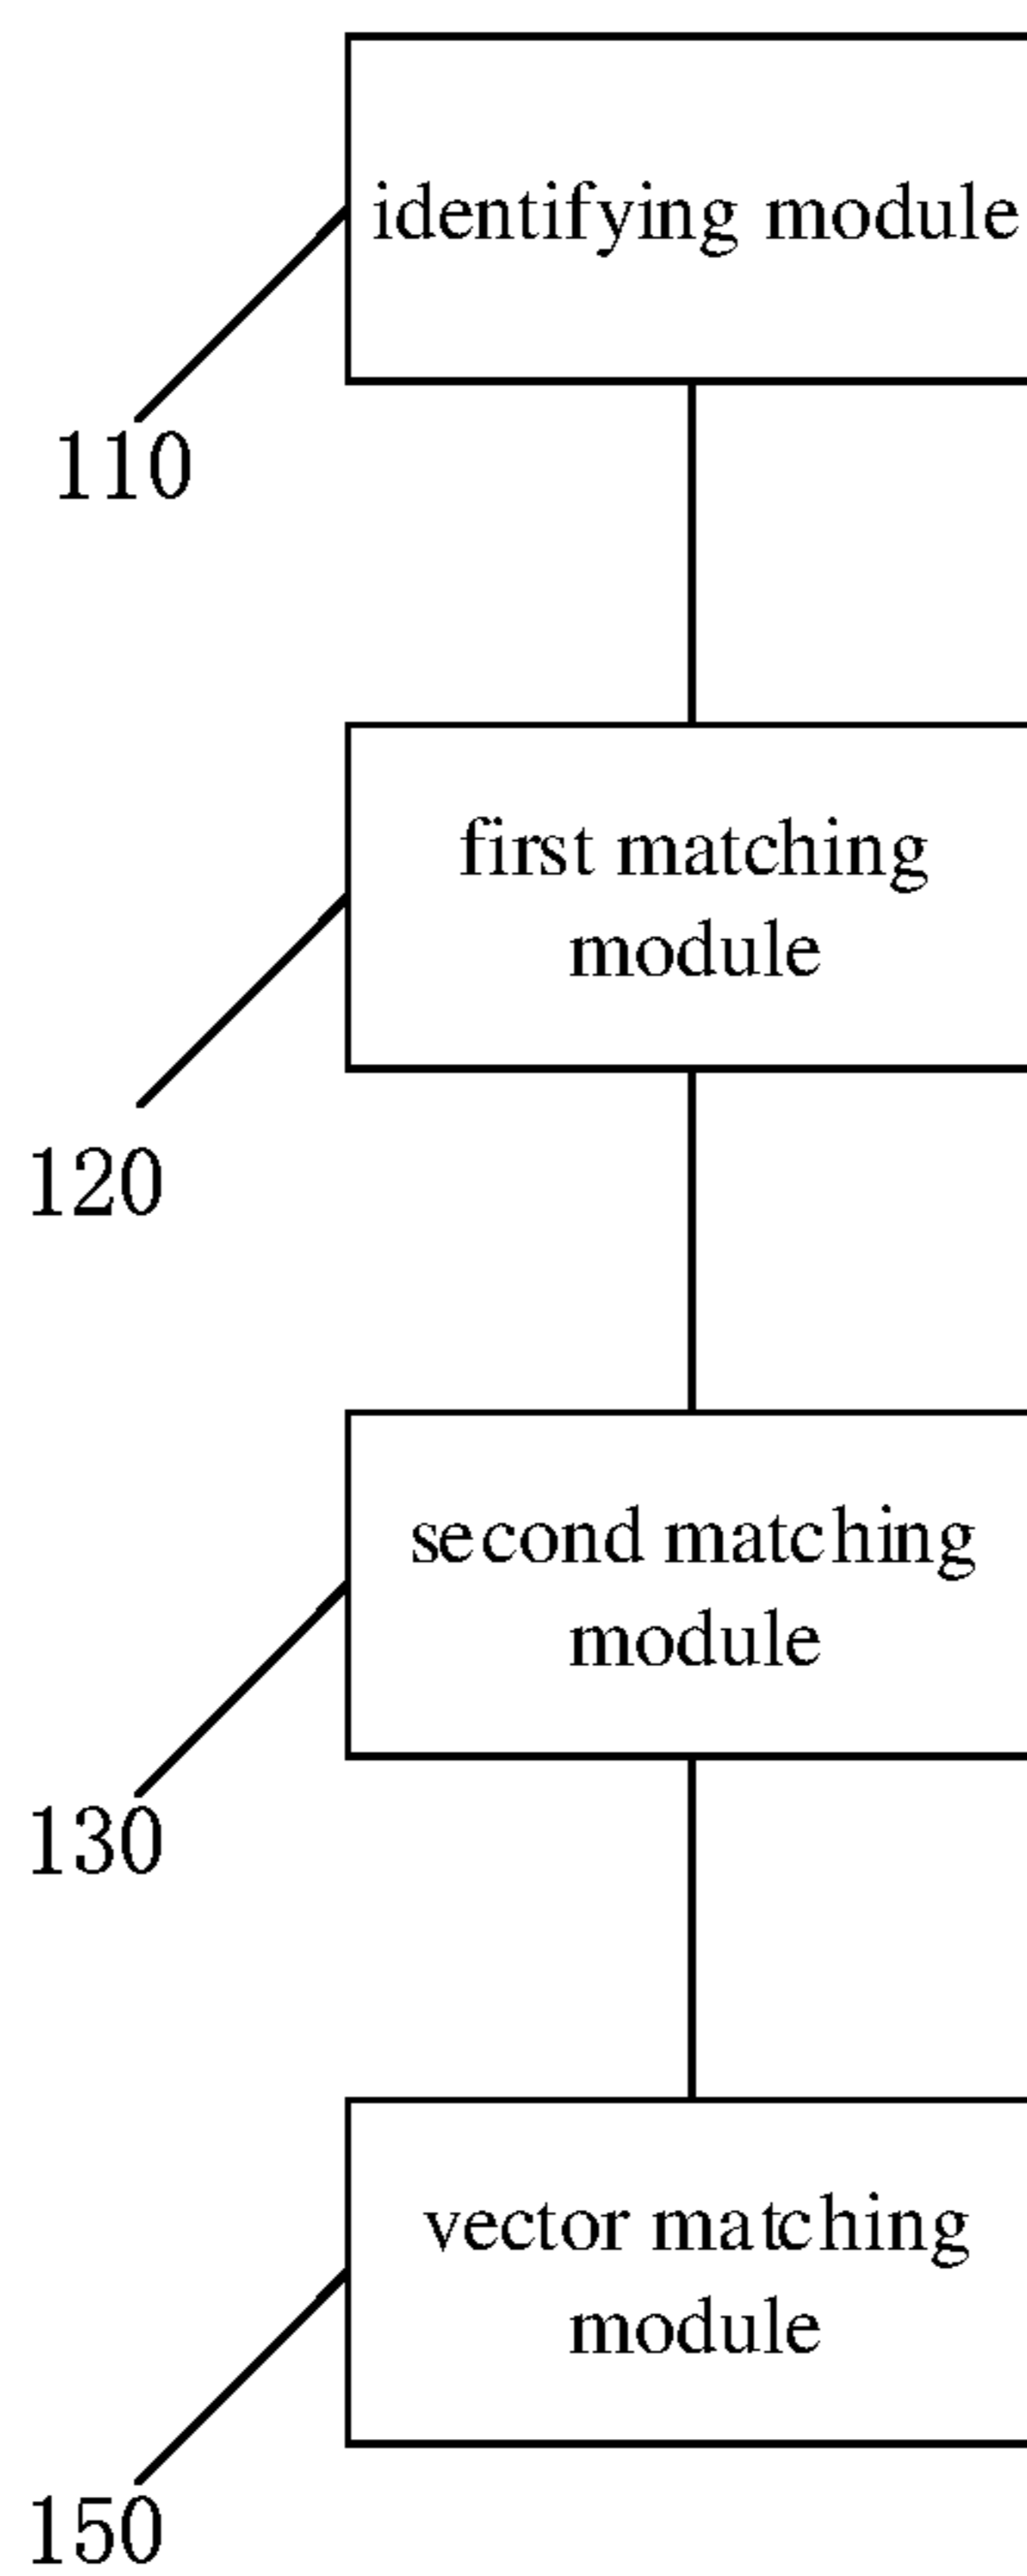 identifying module
110
first matching
module
120
second matching
module
130
vector matching
module
150